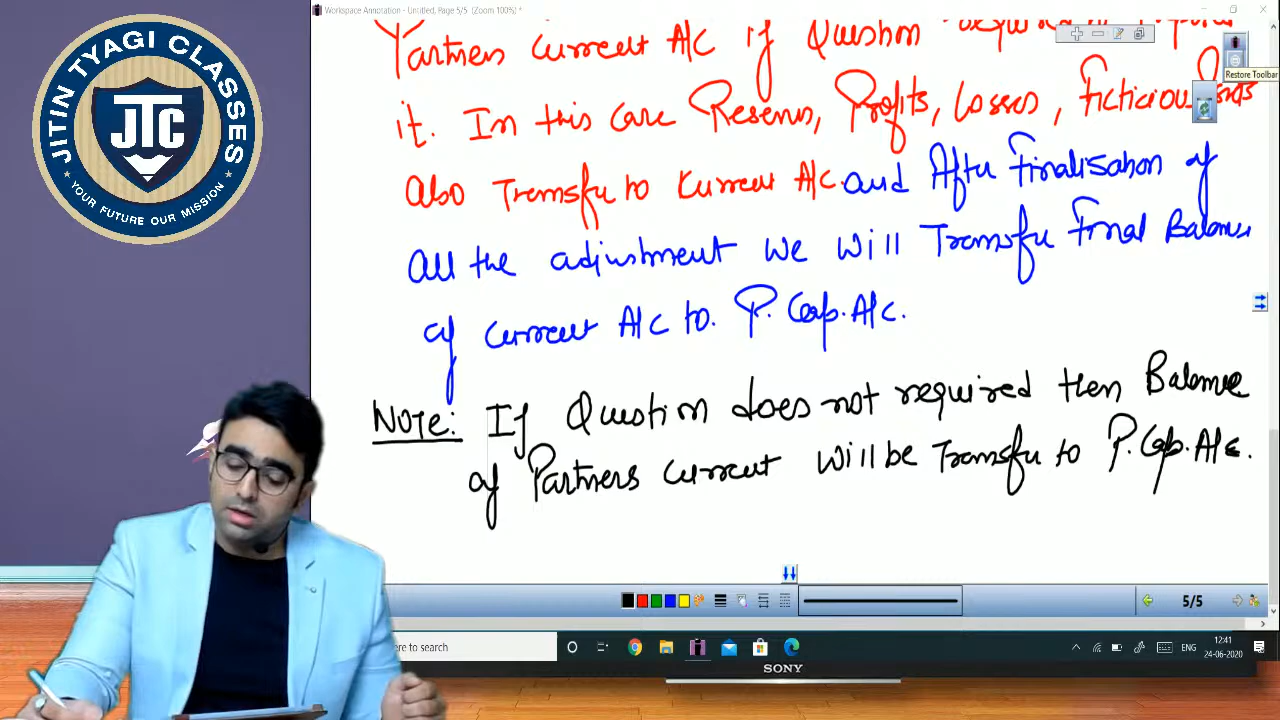 Workspace Annotation - Untitled, Page 5/5 (Zoom 100%) *
Partners Current A/C if Question required
Restore Toolbar
it. In this case Reserves, Profits, Losses,
also Transfer to Current A/C. and After Finalisation of
All the adjustment we will Transfer Final Balance
of current A/C to. P. Cap. A/C.
Note: If Question does not required then Balance
of Partners current will be Transfer to P. Cap. A/C.
JITIN TYAGI CLASSES
JTC
YOUR FUTURE OUR MISSION
5/5
here to search
ENG
12:41
24-06-2020
SONY